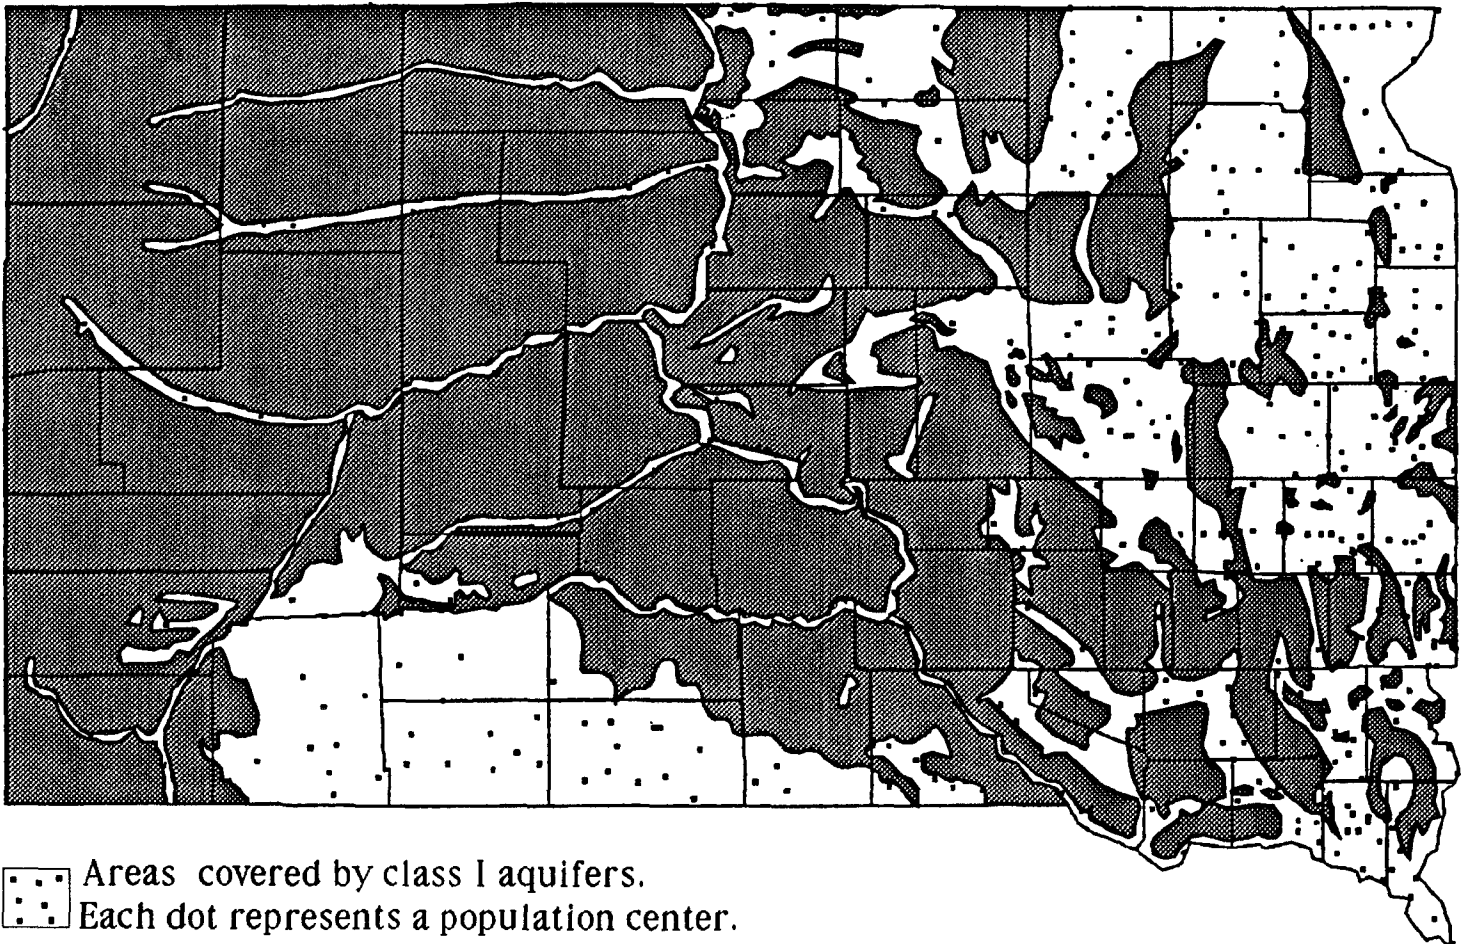 Areas covered by class I aquifers.
Each dot represents a population center.